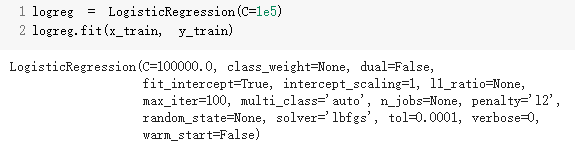 1 logreg = LogisticRegression(C=1e5)
2 logreg.fit(x_train, y_train)
LogisticRegression(C=100000.0, class_weight=None, dual=False,
fit_intercept=True, intercept_scaling=1, l1_ratio=None,
max_iter=100, multi_class='auto', n_jobs=None, penalty='l2',
random_state=None, solver='lbfgs', tol=0.0001, verbose=0,
warm_start=False)